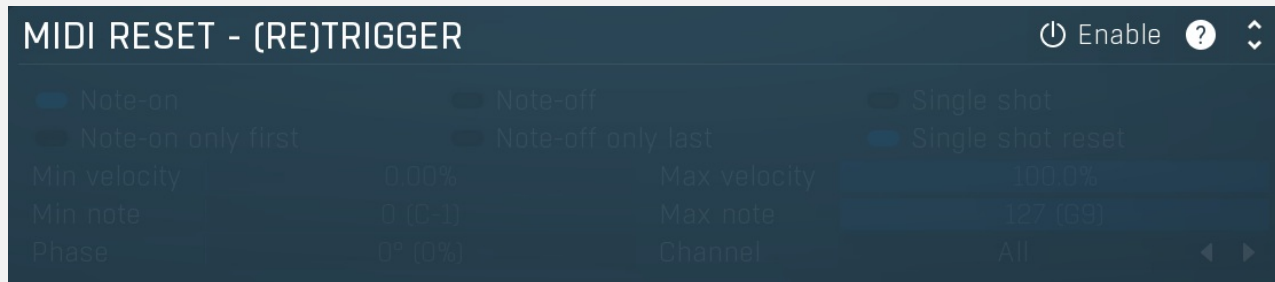 MIDI RESET - (RE)TRIGGER Enable ?
Note-on Note-off Single shot
Note-on only first Note-off only last Single shot reset
Min velocity 0.00% Max velocity 100.0%
Min note 0 (C-1) Max note 127 (G9)
Phase 0° (0%) Channel All